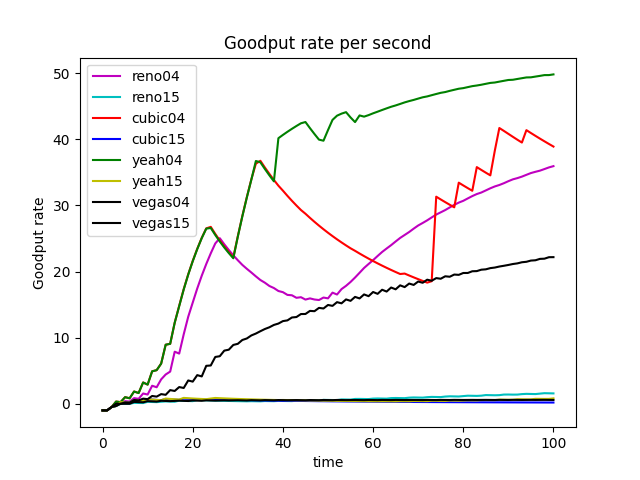 Goodput rate per second
reno04
reno15
cubic04
cubic15
yeah04
yeah15
vegas04
vegas15
Goodput rate
50
40
30
20
10
0
0 20 40 60 80 100
time